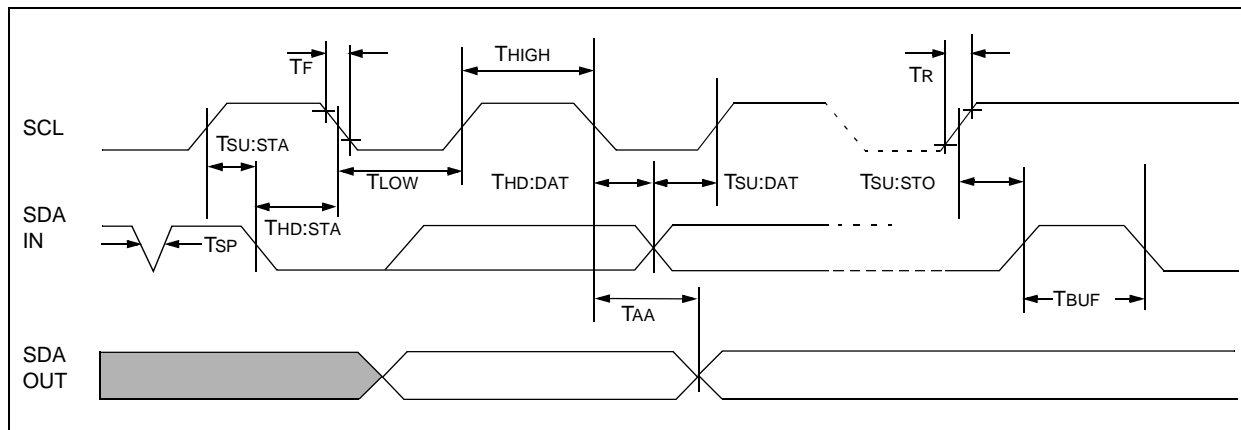 TF
THIGH
TR
SCL
TSU:STA
TLOW
THD:DAT
TSU:DAT
TSU:STO
SDA
IN
THD:STA
TSP
TAA
TBUF
SDA
OUT